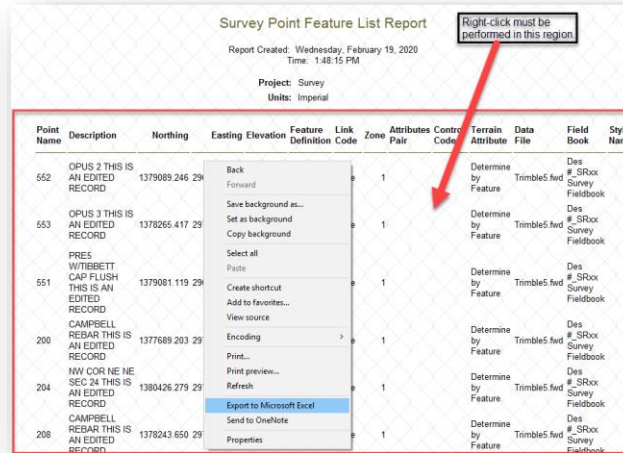 Survey Point Feature List Report
Right-click must be
performed in this region.
Report Created: Wednesday, February 19, 2020
Time: 1:48:15 PM
Project: Survey
Units: Imperial
Point Name Description Northing Easting Elevation Feature Definition Link Code Zone Attributes Pair Control Code Terrain Attribute Data File Field Book
552 OPUS 2 THIS IS AN EDITED RECORD 1379089.246 1 Determine by Feature Trimble5.fwd Des #_SRxx Survey Fieldbook
553 OPUS 3 THIS IS AN EDITED RECORD 1378265.417 1 Determine by Feature Trimble5.fwd Des #_SRxx Survey Fieldbook
551 PRE5 W/TIBBETT CAP FLUSH THIS IS AN EDITED RECORD 1379081.119 1 Determine by Feature Trimble5.fwd Des #_SRxx Survey Fieldbook
200 CAMPBELL REBAR THIS IS AN EDITED RECORD 1377689.203 1 Determine by Feature Trimble5.fwd Des #_SRxx Survey Fieldbook
204 NW COR NE NE SEC 24 THIS IS AN EDITED RECORD 1380426.279 1 Determine by Feature Trimble5.fwd Des #_SRxx Survey Fieldbook
208 CAMPBELL REBAR THIS IS AN EDITED RECORD 1378243.650 1 Determine by Feature Trimble5.fwd Des #_SRxx Survey Fieldbook
Back
Forward
Save background as...
Set as background
Copy background
Select all
Paste
Create shortcut
Add to favorites...
View source
Encoding
Print...
Print preview...
Refresh
Export to Microsoft Excel
Send to OneNote
Properties